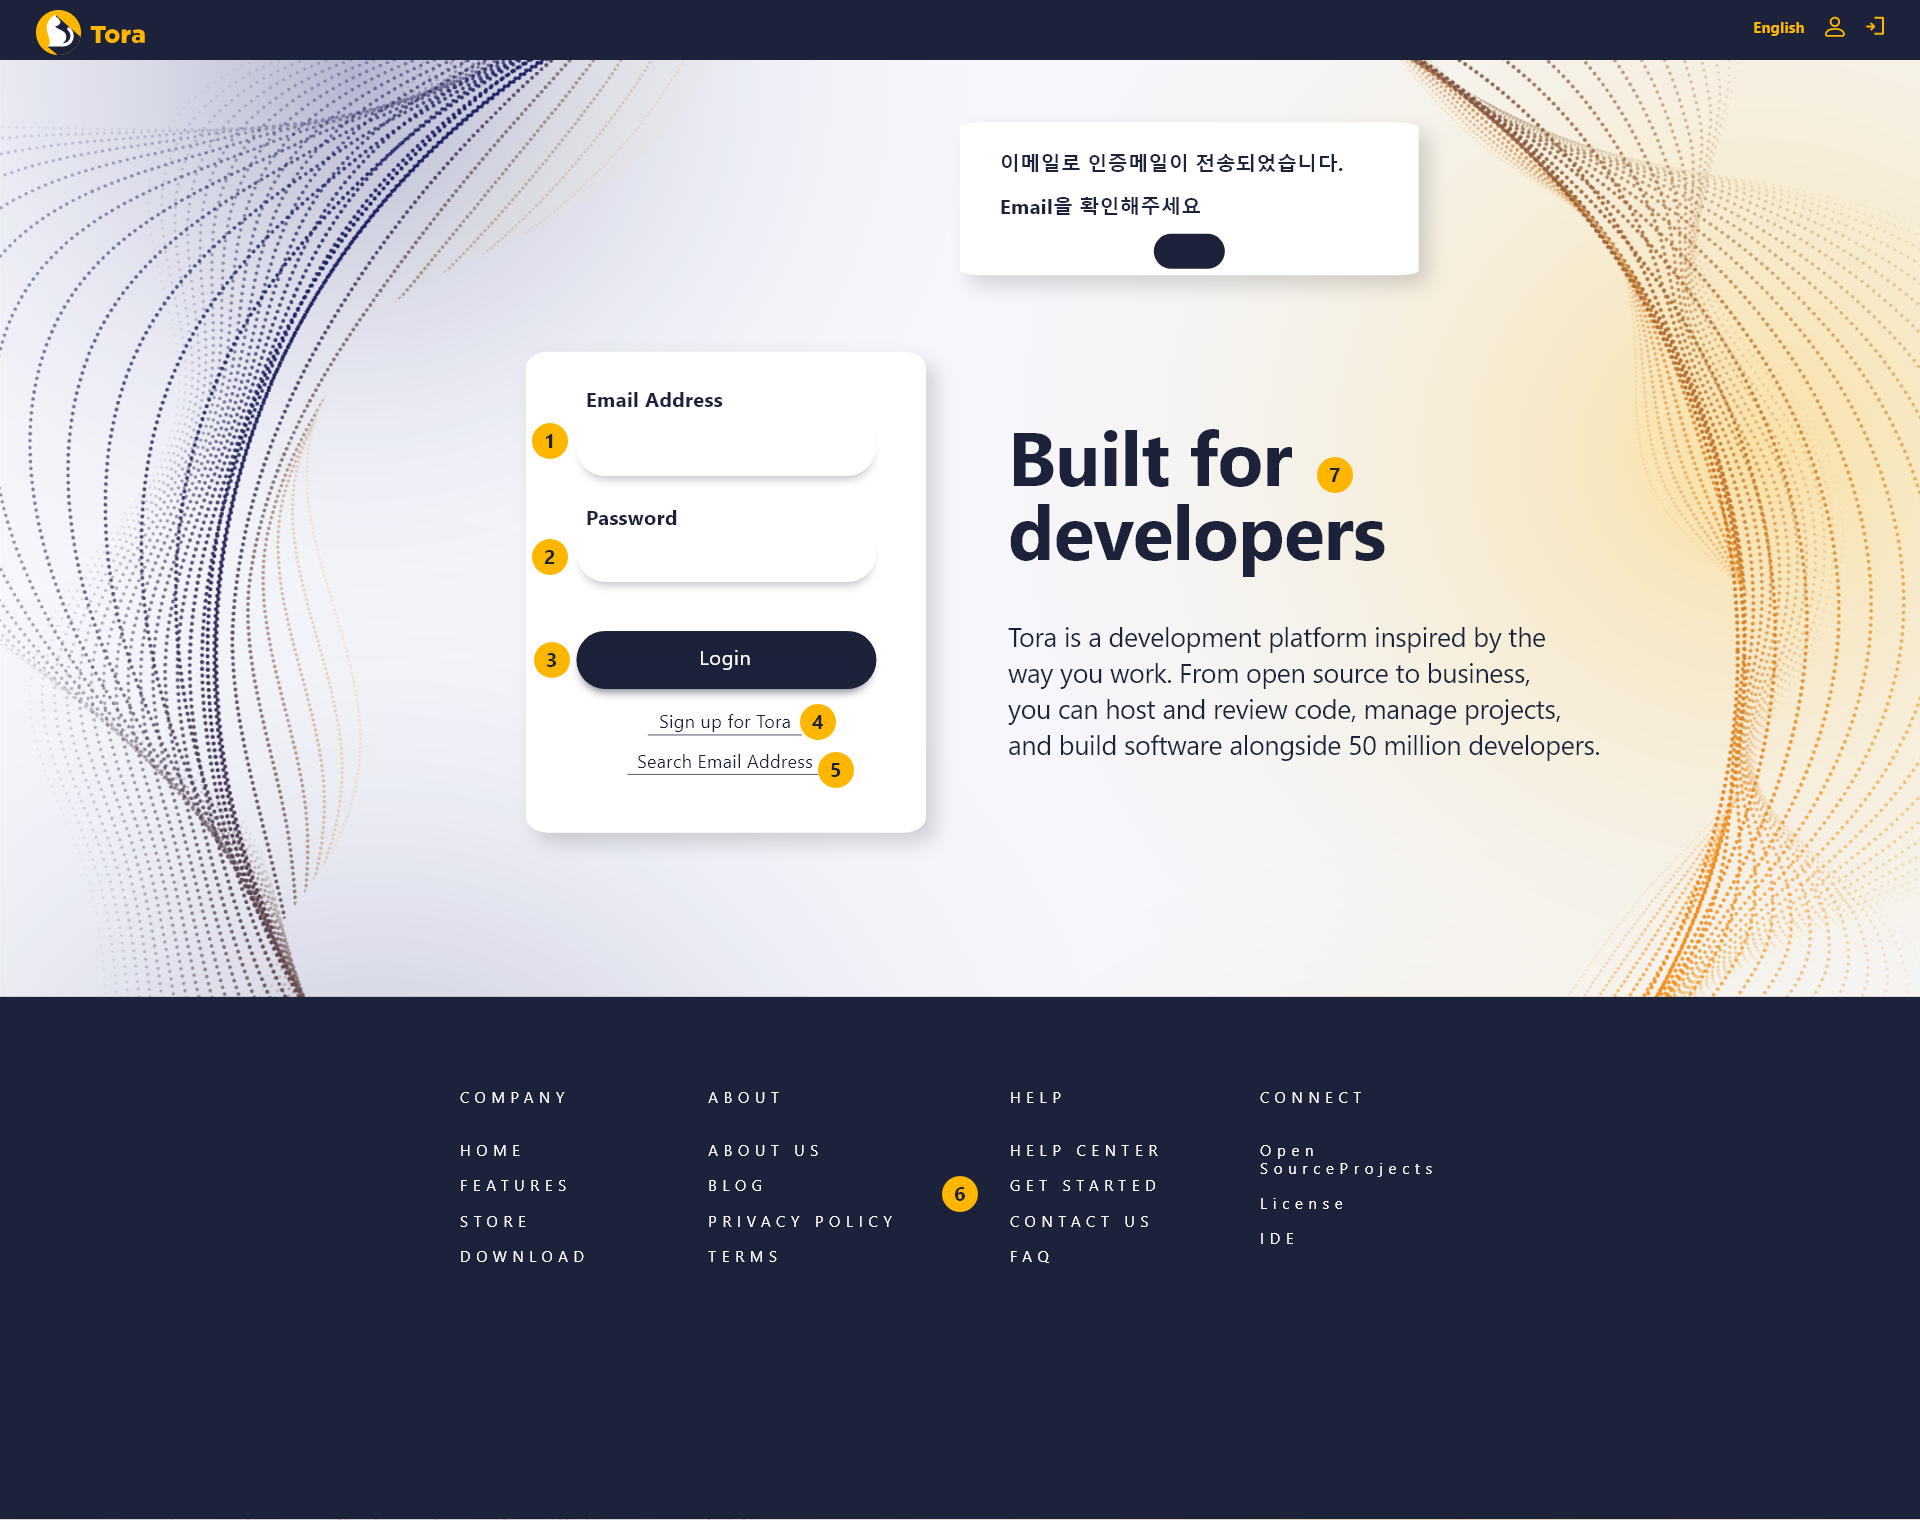 Tora
English
이메일로 인증메일이 전송되었습니다.
Email을 확인해주세요
Email Address
1
Password
2
3
Login
Sign up for Tora
4
Search Email Address
5
Built for
7
developers
Tora is a development platform inspired by the
way you work. From open source to business,
you can host and review code, manage projects,
and build software alongside 50 million developers.
COMPANY
HOME
FEATURES
STORE
DOWNLOAD
ABOUT
ABOUT US
BLOG
PRIVACY POLICY
TERMS
6
HELP
HELP CENTER
GET STARTED
CONTACT US
FAQ
CONNECT
Open
SourceProjects
License
IDE